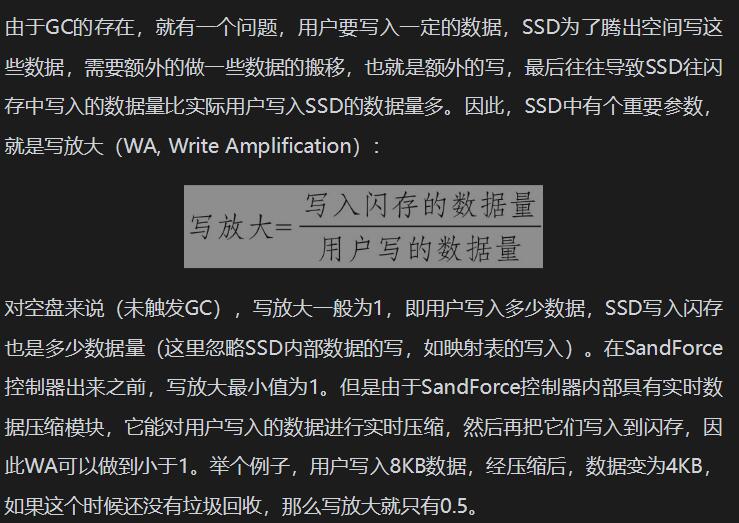 由于GC的存在，就有一个问题，用户要写入一定的数据，SSD为了腾出空间写这
些数据，需要额外的做一些数据的搬移，也就是额外的写，最后往往导致SSD往闪
存中写入的数据量比实际用户写入SSD的数据量多。因此，SSD中有个重要参数，
就是写放大（WA, Write Amplification）：
写放大=写入闪存的数据量
用户写的数据量
对空盘来说（未触发GC），写放大一般为1，即用户写入多少数据，SSD写入闪存
也是多少数据量（这里忽略SSD内部数据的写，如映射表的写入）。在SandForce
控制器出来之前，写放大最小值为1。但是由于SandForce控制器内部具有实时数
据压缩模块，它能对用户写入的数据进行实时压缩，然后再把它们写入到闪存，因
此WA可以做到小于1。举个例子，用户写入8KB数据，经压缩后，数据变为4KB，
如果这个时候还没有垃圾回收，那么写放大就只有0.5。